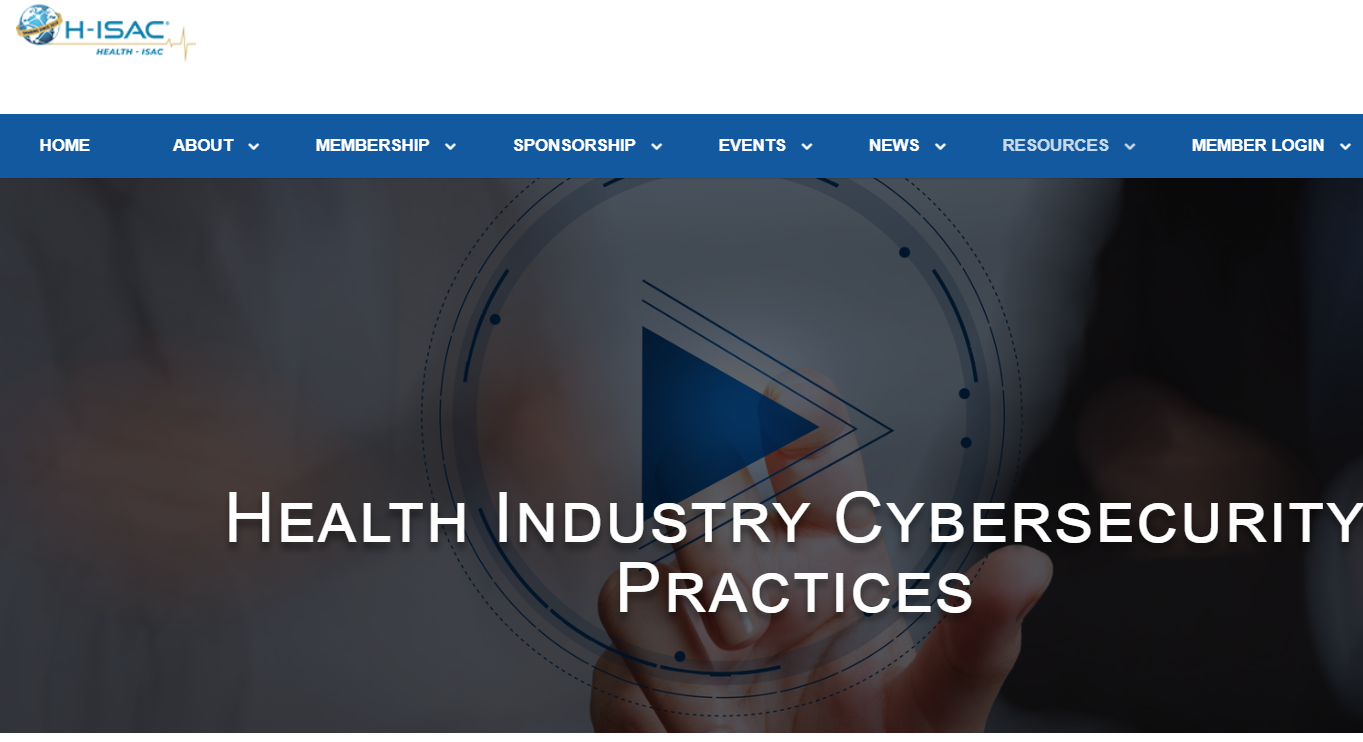 H-ISAC®
HEALTH - ISAC
HOME ABOUT MEMBERSHIP SPONSORSHIP EVENTS NEWS RESOURCES MEMBER LOGIN
HEALTH INDUSTRY CYBERSECURITY
PRACTICES